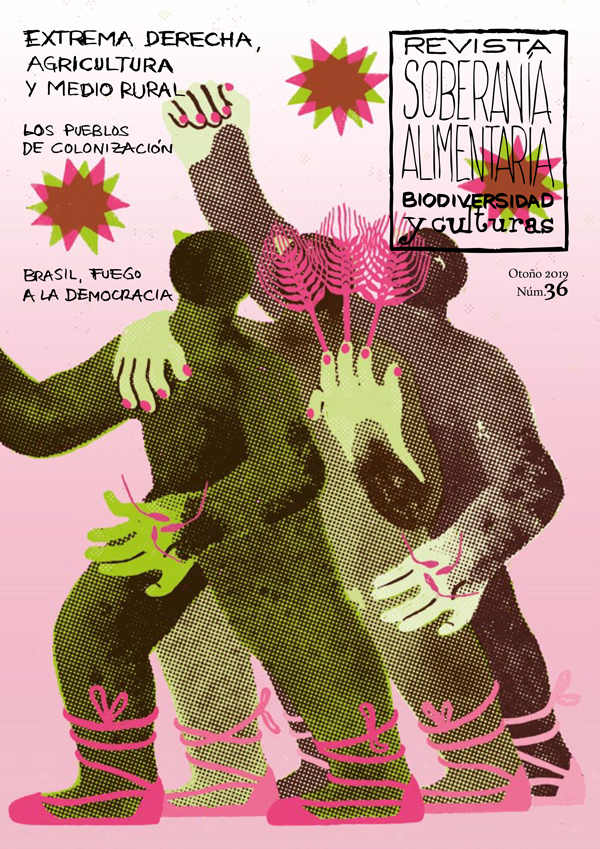 EXTREMA DERECHA,
AGRICULTURA
Y MEDIO RURAL
LOS PUEBLOS
DE COLONIZACIÓN
BRASIL, FUEGO
A LA DEMOCRACIA
REVISTA
SOBERANÍA
ALIMENTARIA
BIODIVERSIDAD
y culturas
Otoño 2019
Núm.36